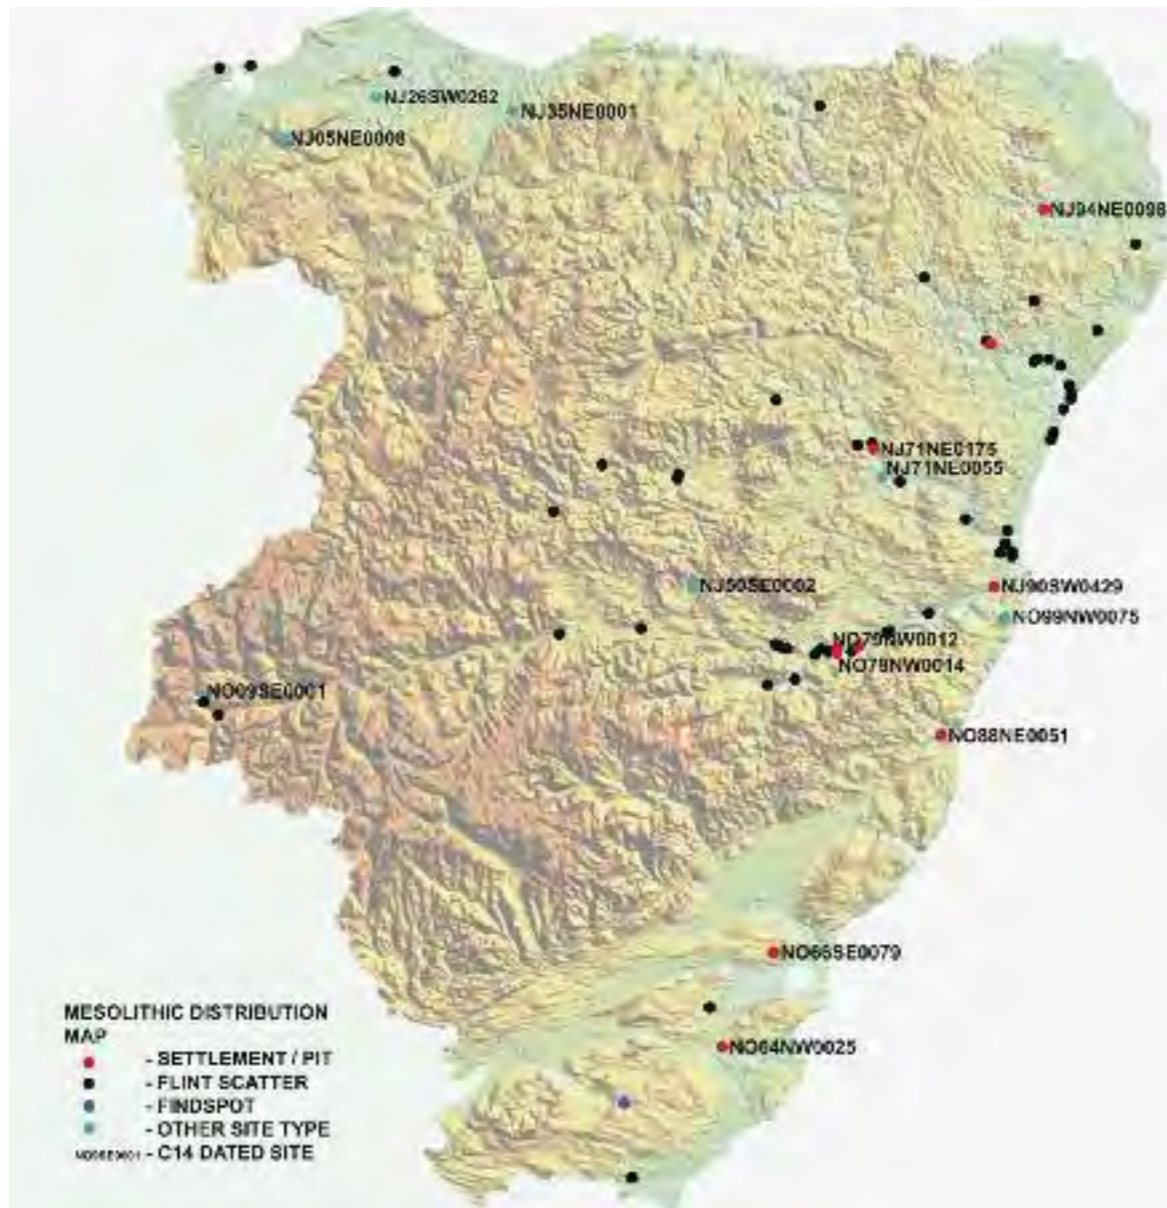 NJ26SW0262
NJ35NE0001
NJ05NE0008
NJ94NE0098
NJ71NE0175
NJ71NE0055
NJ50SE0002
NJ90SW0429
NO99NW0075
NO79NW0012
NO79NW0014
NO09SE0001
NO88NE0051
NO66SE0079
NO64NW0025
MESOLITHIC DISTRIBUTION
MAP
- SETTLEMENT / PIT
- FLINT SCATTER
- FINDSPOT
- OTHER SITE TYPE
- C14 DATED SITE